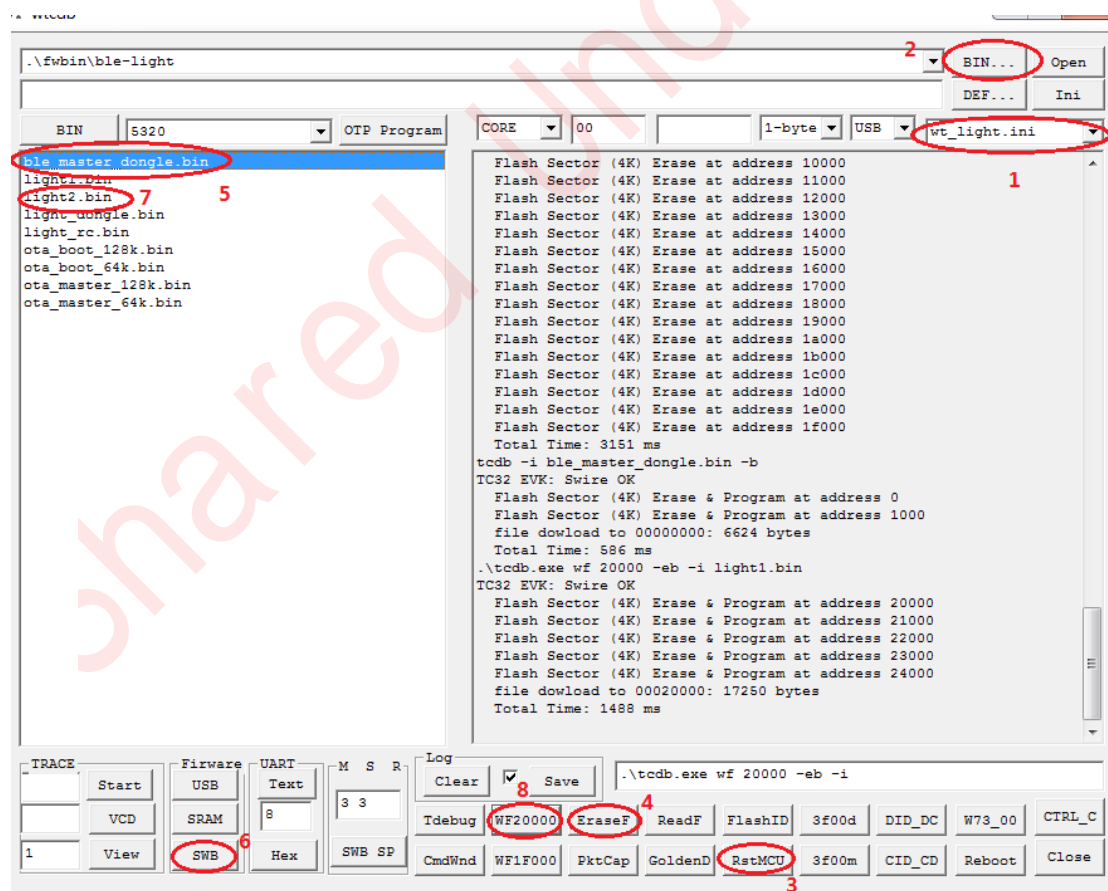 wtcdb
.\fwbin\ble-light
2
BIN...
Open
DEF...
Ini
BIN
5320
OTP Program
CORE
00
1-byte
USB
wt_light.ini
1
ble_master_dongle.bin
5
light1.bin
light2.bin
7
light_dongle.bin
light_rc.bin
ota_boot_128k.bin
ota_boot_64k.bin
ota_master_128k.bin
ota_master_64k.bin
Flash Sector (4K) Erase at address 10000
Flash Sector (4K) Erase at address 11000
Flash Sector (4K) Erase at address 12000
Flash Sector (4K) Erase at address 13000
Flash Sector (4K) Erase at address 14000
Flash Sector (4K) Erase at address 15000
Flash Sector (4K) Erase at address 16000
Flash Sector (4K) Erase at address 17000
Flash Sector (4K) Erase at address 18000
Flash Sector (4K) Erase at address 19000
Flash Sector (4K) Erase at address 1a000
Flash Sector (4K) Erase at address 1b000
Flash Sector (4K) Erase at address 1c000
Flash Sector (4K) Erase at address 1d000
Flash Sector (4K) Erase at address 1e000
Flash Sector (4K) Erase at address 1f000
Total Time: 3151 ms
tcdb -i ble_master_dongle.bin -b
TC32 EVK: Swire OK
Flash Sector (4K) Erase & Program at address 0
Flash Sector (4K) Erase & Program at address 1000
file dowload to 00000000: 6624 bytes
Total Time: 586 ms
.\tcdb.exe wf 20000 -eb -i light1.bin
TC32 EVK: Swire OK
Flash Sector (4K) Erase & Program at address 20000
Flash Sector (4K) Erase & Program at address 21000
Flash Sector (4K) Erase & Program at address 22000
Flash Sector (4K) Erase & Program at address 23000
Flash Sector (4K) Erase & Program at address 24000
file dowload to 00020000: 17250 bytes
Total Time: 1488 ms
TRACE
Start
VCD
1
View
Firware
USB
SRAM
SWB
6
UART
Text
8
Hex
M S R
3 3
SWB SP
Log
Clear
Save
.\tcdb.exe wf 20000 -eb -i
8
4
Tdebug
WF20000
EraseF
ReadF
FlashID
3f00d
DID_DC
W73_00
CTRL_C
CmdWnd
WF1F000
PktCap
GoldenD
RstMCU
3f00m
CID_CD
Reboot
Close
3
shared Und